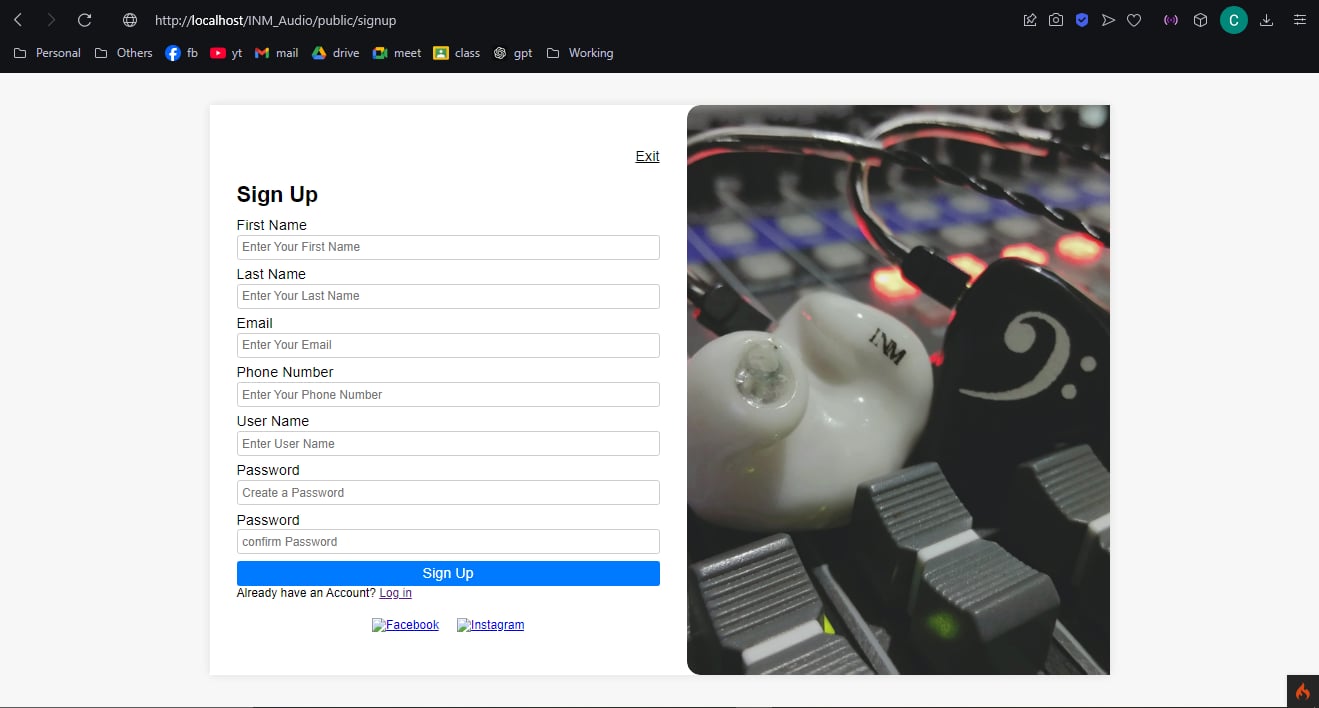 http://localhost/INM_Audio/public/signup
C
Personal Others fb yt mail drive meet class gpt Working
Exit
Sign Up
First Name
Enter Your First Name
Last Name
Enter Your Last Name
Email
Enter Your Email
Phone Number
Enter Your Phone Number
User Name
Enter User Name
Password
Create a Password
Password
confirm Password
Sign Up
Already have an Account? Log in
Facebook Instagram
INM